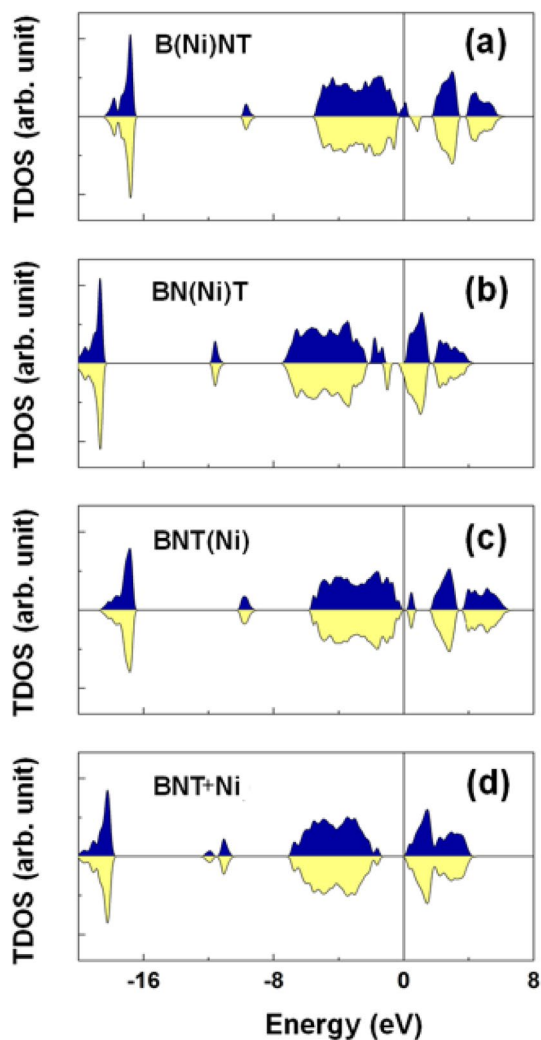 B(Ni)NT
(a)
TDOS (arb. unit)
BN(Ni)T
(b)
TDOS (arb. unit)
BNT(Ni)
(c)
TDOS (arb. unit)
BNT+Ni
(d)
TDOS (arb. unit)
-16 -8 0 8
Energy (eV)